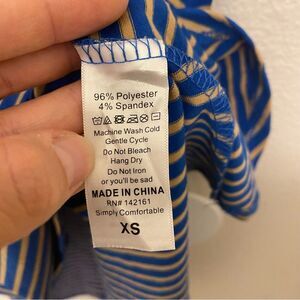 96% Polyester
4% Spandex
Machine Wash Cold
Gentle Cycle
Do Not Bleach
Hang Dry
Do Not Iron
or you'll be sad
MADE IN CHINA
RN# 142161
Simply Comfortable
XS